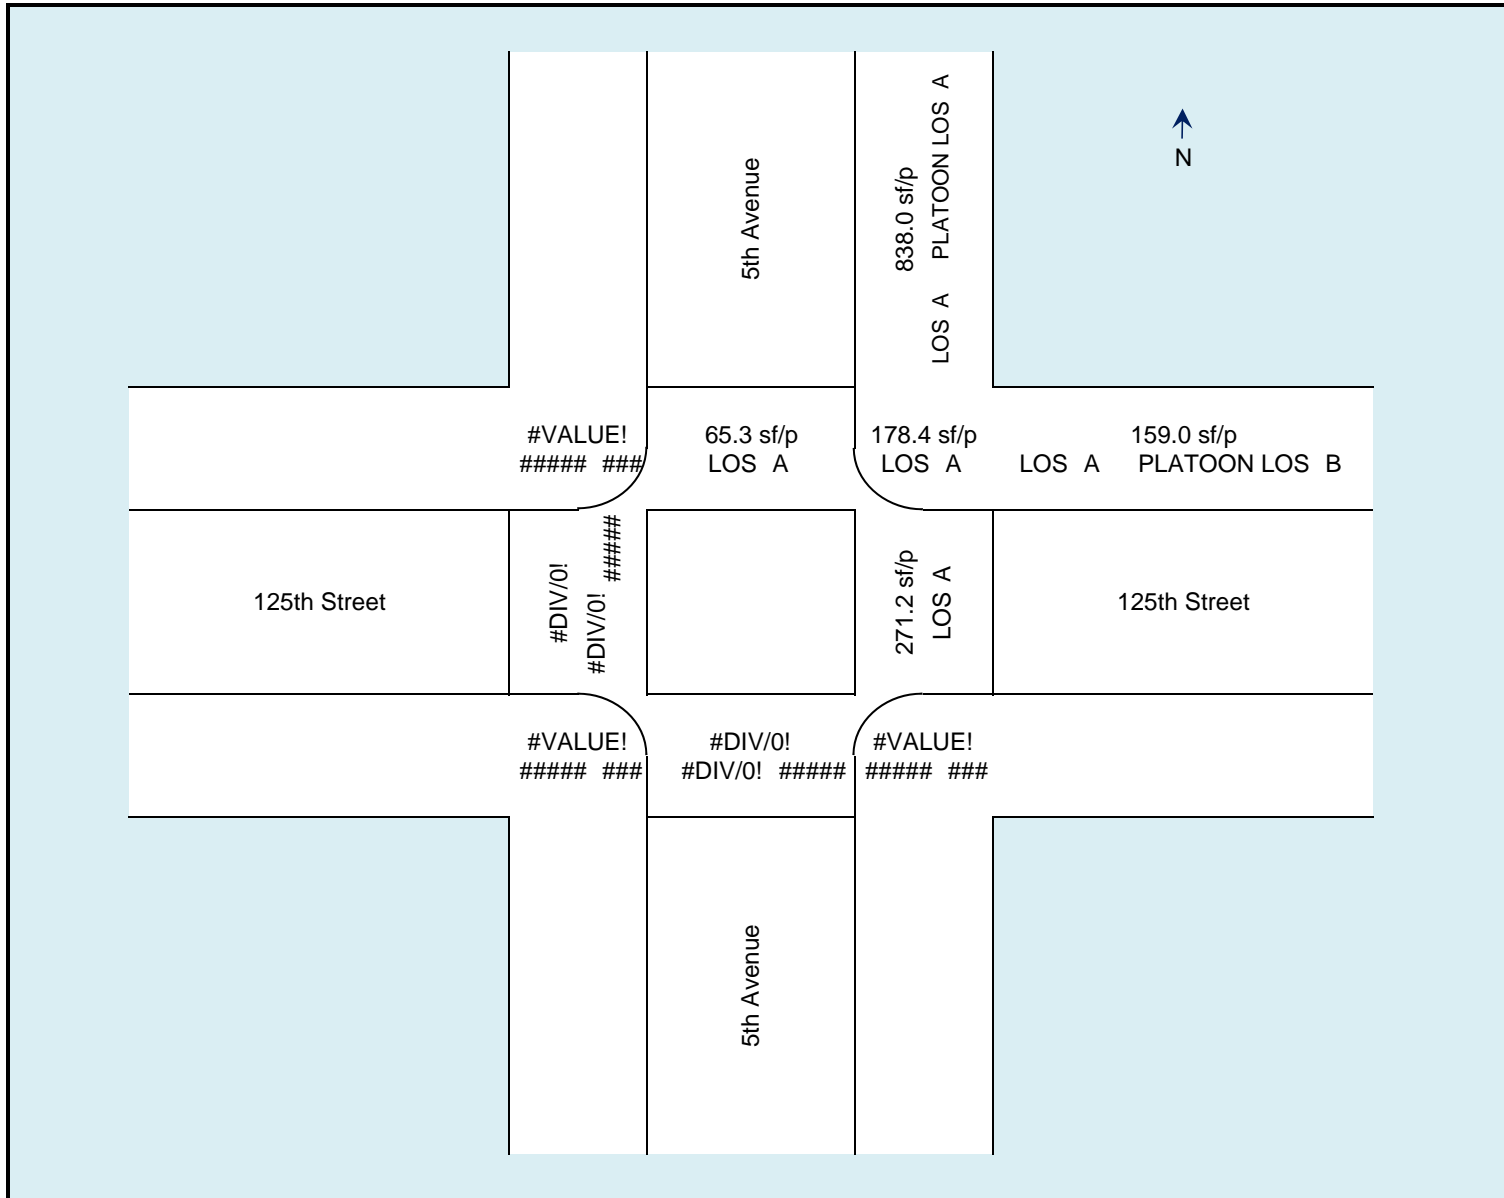 5th Avenue
838.0 sf/p
LOS A PLATOON LOS A
N
#VALUE!
##### ###
65.3 sf/p
LOS A
178.4 sf/p
LOS A
159.0 sf/p
LOS A PLATOON LOS B
125th Street
#DIV/0!
#DIV/0! #####
271.2 sf/p
LOS A
125th Street
#VALUE!
##### ###
#DIV/0!
#DIV/0! #####
#VALUE!
##### ###
5th Avenue